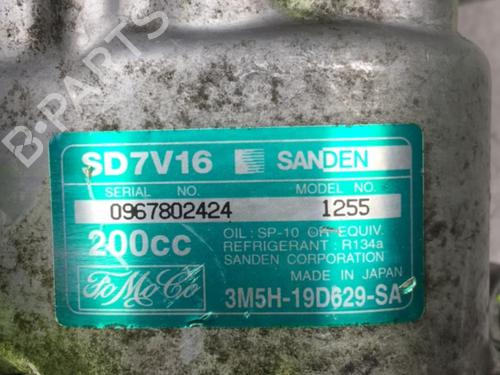 B-PARTS
SD7V16 SANDEN
SERIAL NO. MODEL NO.
0967802424 1255
200cc OIL : SP-10 OR EQUIV.
REFRIGERANT : R134a
SANDEN CORPORATION
MADE IN JAPAN
FoMoCo 3M5H-19D629-SA